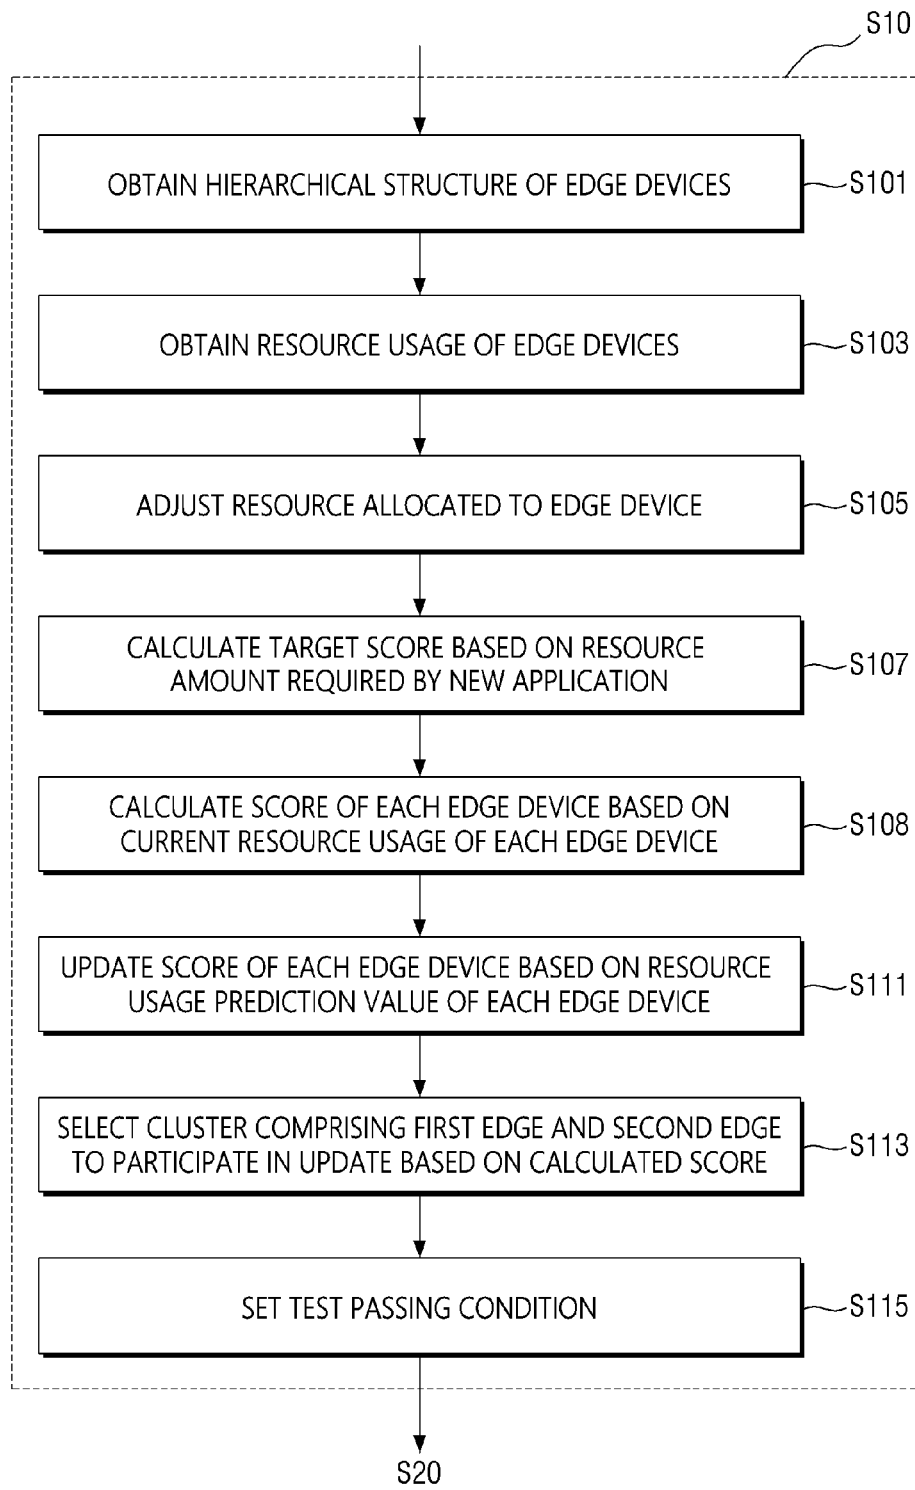 S10
OBTAIN HIERARCHICAL STRUCTURE OF EDGE DEVICES
S101
OBTAIN RESOURCE USAGE OF EDGE DEVICES
S103
ADJUST RESOURCE ALLOCATED TO EDGE DEVICE
S105
CALCULATE TARGET SCORE BASED ON RESOURCE
AMOUNT REQUIRED BY NEW APPLICATION
S107
CALCULATE SCORE OF EACH EDGE DEVICE BASED ON
CURRENT RESOURCE USAGE OF EACH EDGE DEVICE
S108
UPDATE SCORE OF EACH EDGE DEVICE BASED ON RESOURCE
USAGE PREDICTION VALUE OF EACH EDGE DEVICE
S111
SELECT CLUSTER COMPRISING FIRST EDGE AND SECOND EDGE
TO PARTICIPATE IN UPDATE BASED ON CALCULATED SCORE
S113
SET TEST PASSING CONDITION
S115
S20